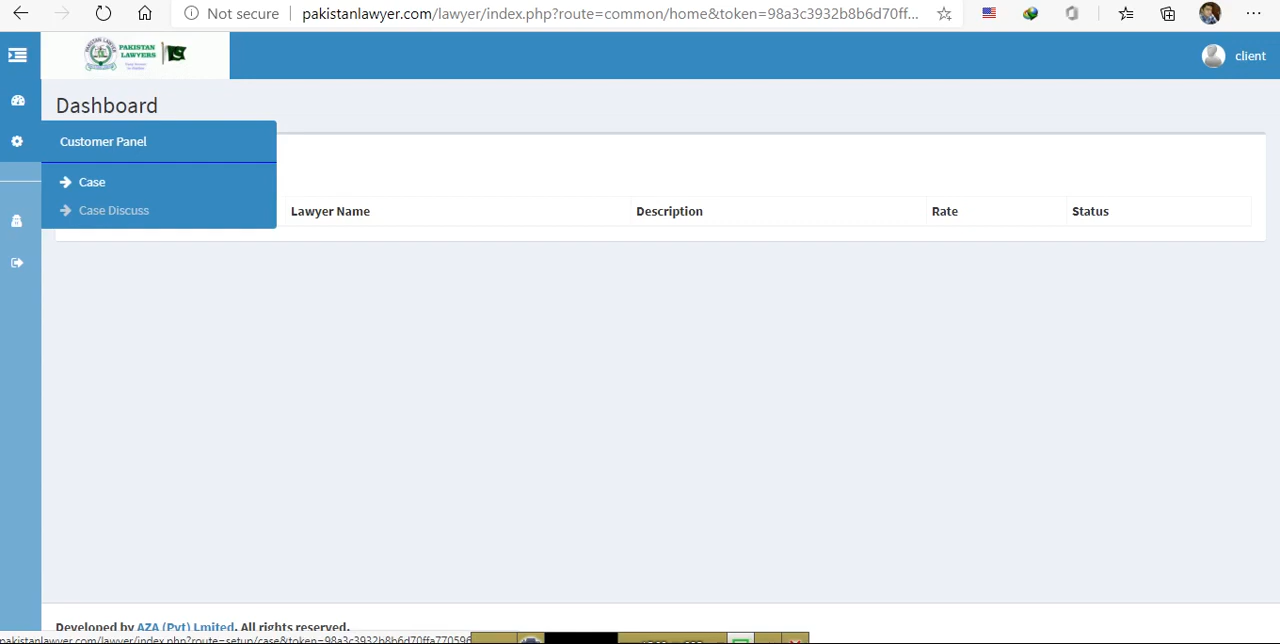 Not secure
pakistanlawyer.com/lawyer/index.php?route=common/home&token=98a3c3932b8b6d70ff...
PAKISTAN
LAWYERS
client
Dashboard
Customer Panel
Case
Case Discuss
Lawyer Name
Description
Rate
Status
Developed by AZA (Pvt) Lmited. All rights reserved.
pakistanlawyer.com/lawyer/index.php?route=setup/case&token=98a3c3932b8b6d70ffa770596